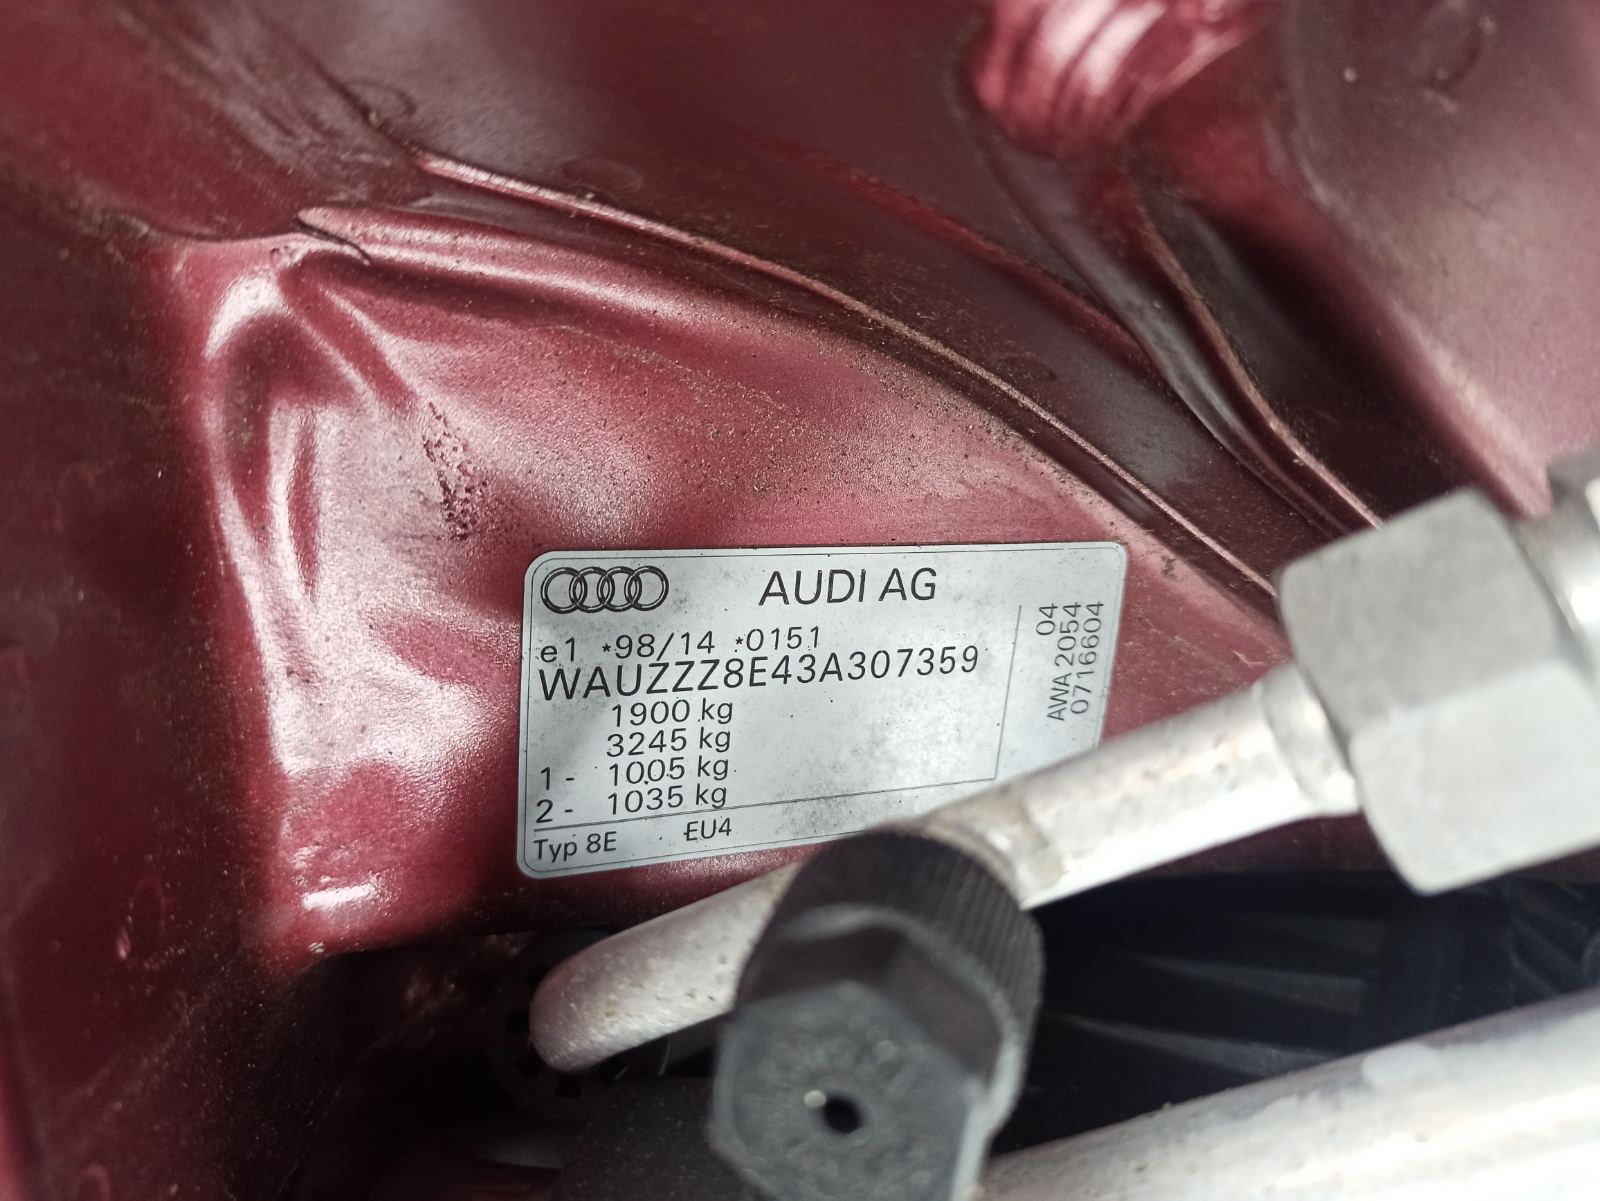 AUDI AG
e1 *98/14 *0151
WAUZZZ8E43A307359
1900 kg
3245 kg
1 - 1005 kg
2 - 1035 kg
Typ 8E EU4
04
AWA 2054
0716604